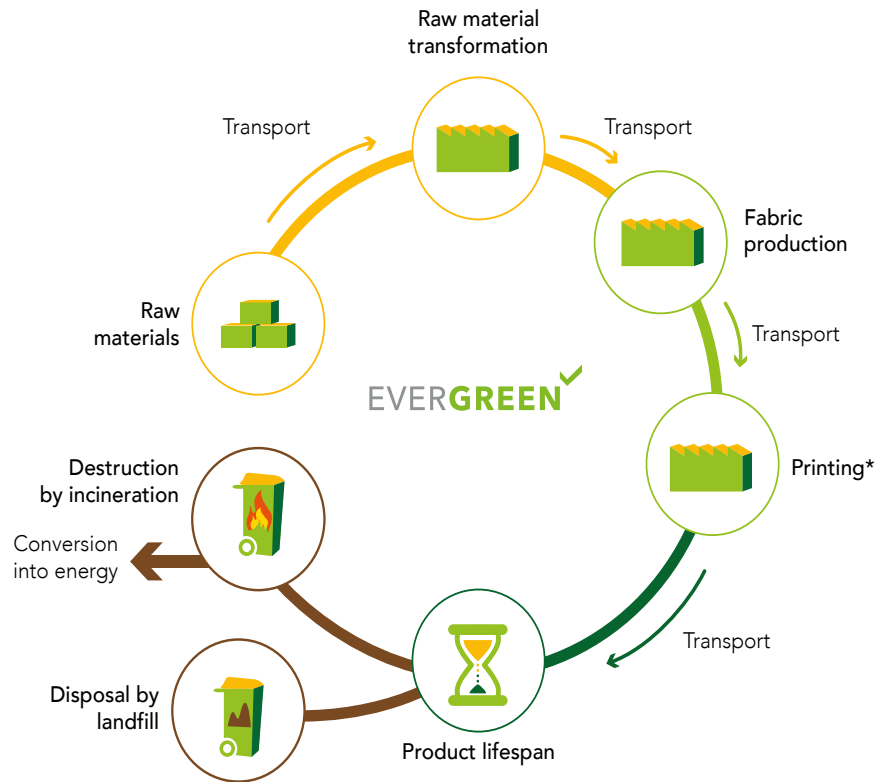 Raw material
transformation
Transport
Transport
Fabric
production
Raw
materials
Transport
EVERGREEN
Destruction
by incineration
Printing*
Conversion
into energy
Transport
Disposal by
landfill
Product lifespan